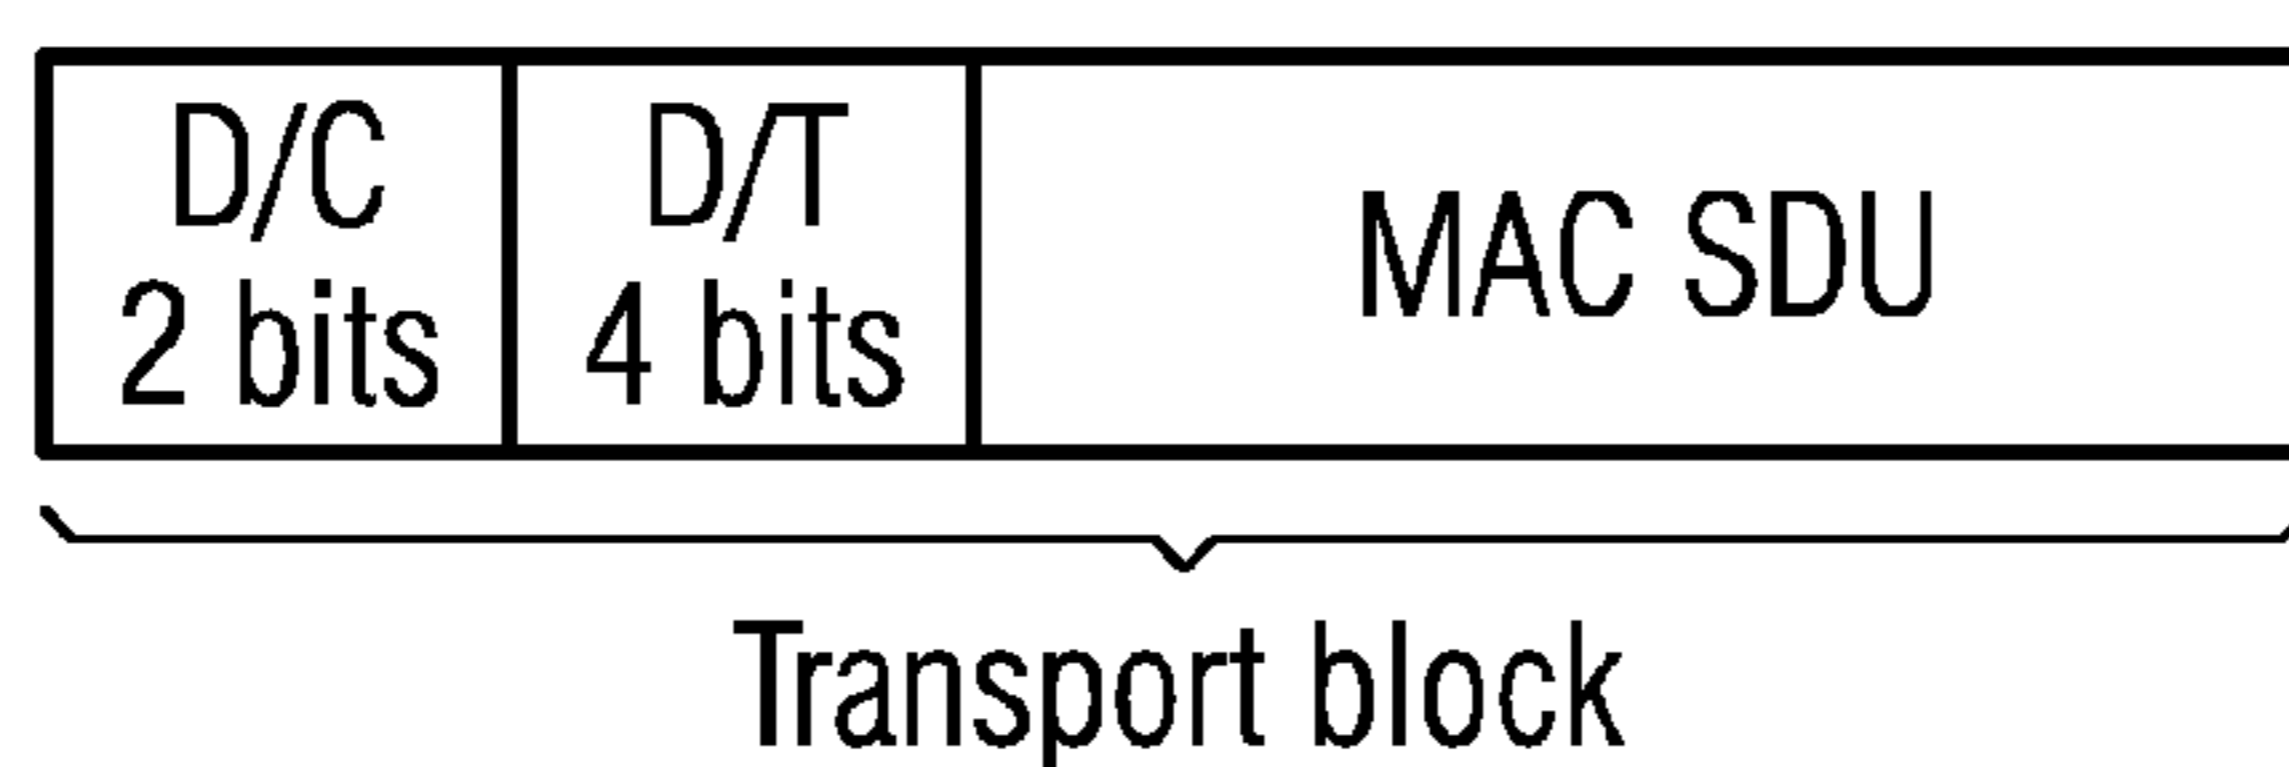 D/C
2 bits
D/T
4 bits
MAC SDU
Transport block